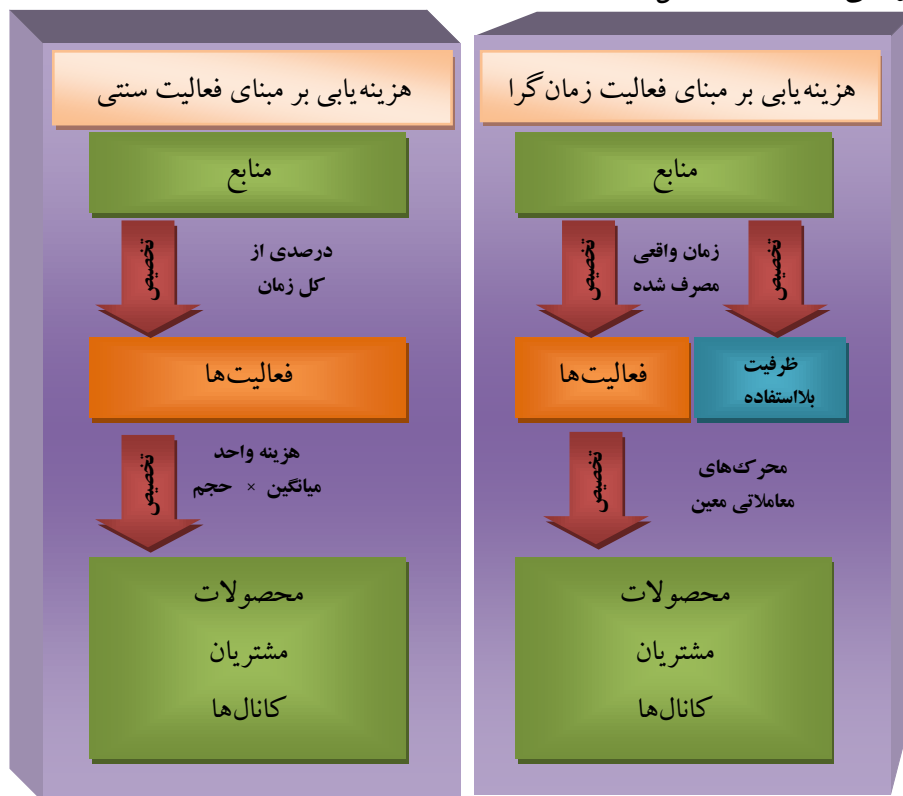 هزینه‌یابی بر مبنای فعالیت زمان‌گرا
منابع
تخصیص
زمان واقعی
مصرف شده
تخصیص
فعالیت‌ها
ظرفیت
بلااستفاده
تخصیص
محرک‌های
معاملاتی معین
محصولات
مشتریان
کانال‌ها
هزینه‌یابی بر مبنای فعالیت سنتی
منابع
تخصیص
درصدی از
کل زمان
فعالیت‌ها
تخصیص
هزینه واحد
میانگین × حجم
محصولات
مشتریان
کانال‌ها